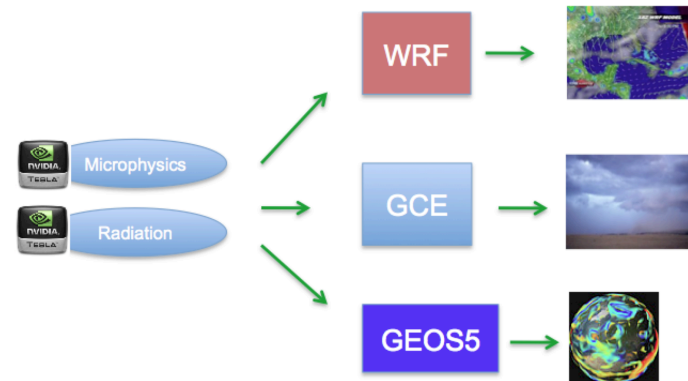 WRF
NVIDIA.
TESLA
Microphysics
GCE
NVIDIA.
TESLA
Radiation
GEOS5